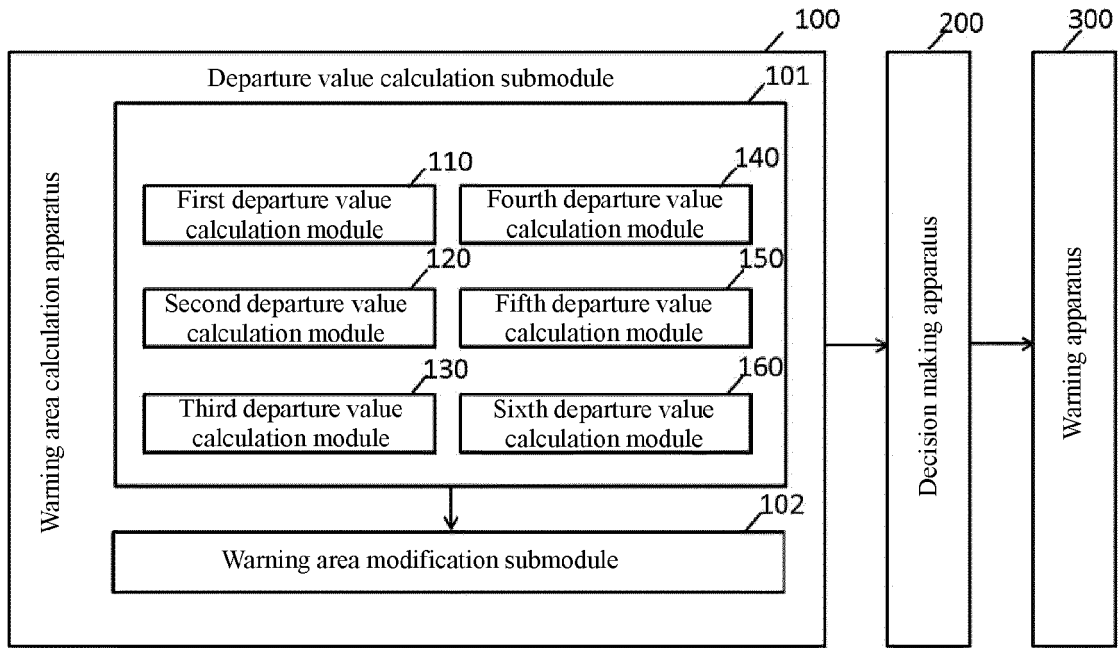 100
200
300
Departure value calculation submodule
101
Warning area calculation apparatus
110
First departure value
calculation module
140
Fourth departure value
calculation module
120
Second departure value
calculation module
150
Fifth departure value
calculation module
130
Third departure value
calculation module
160
Sixth departure value
calculation module
102
Warning area modification submodule
Decision making apparatus
Warning apparatus